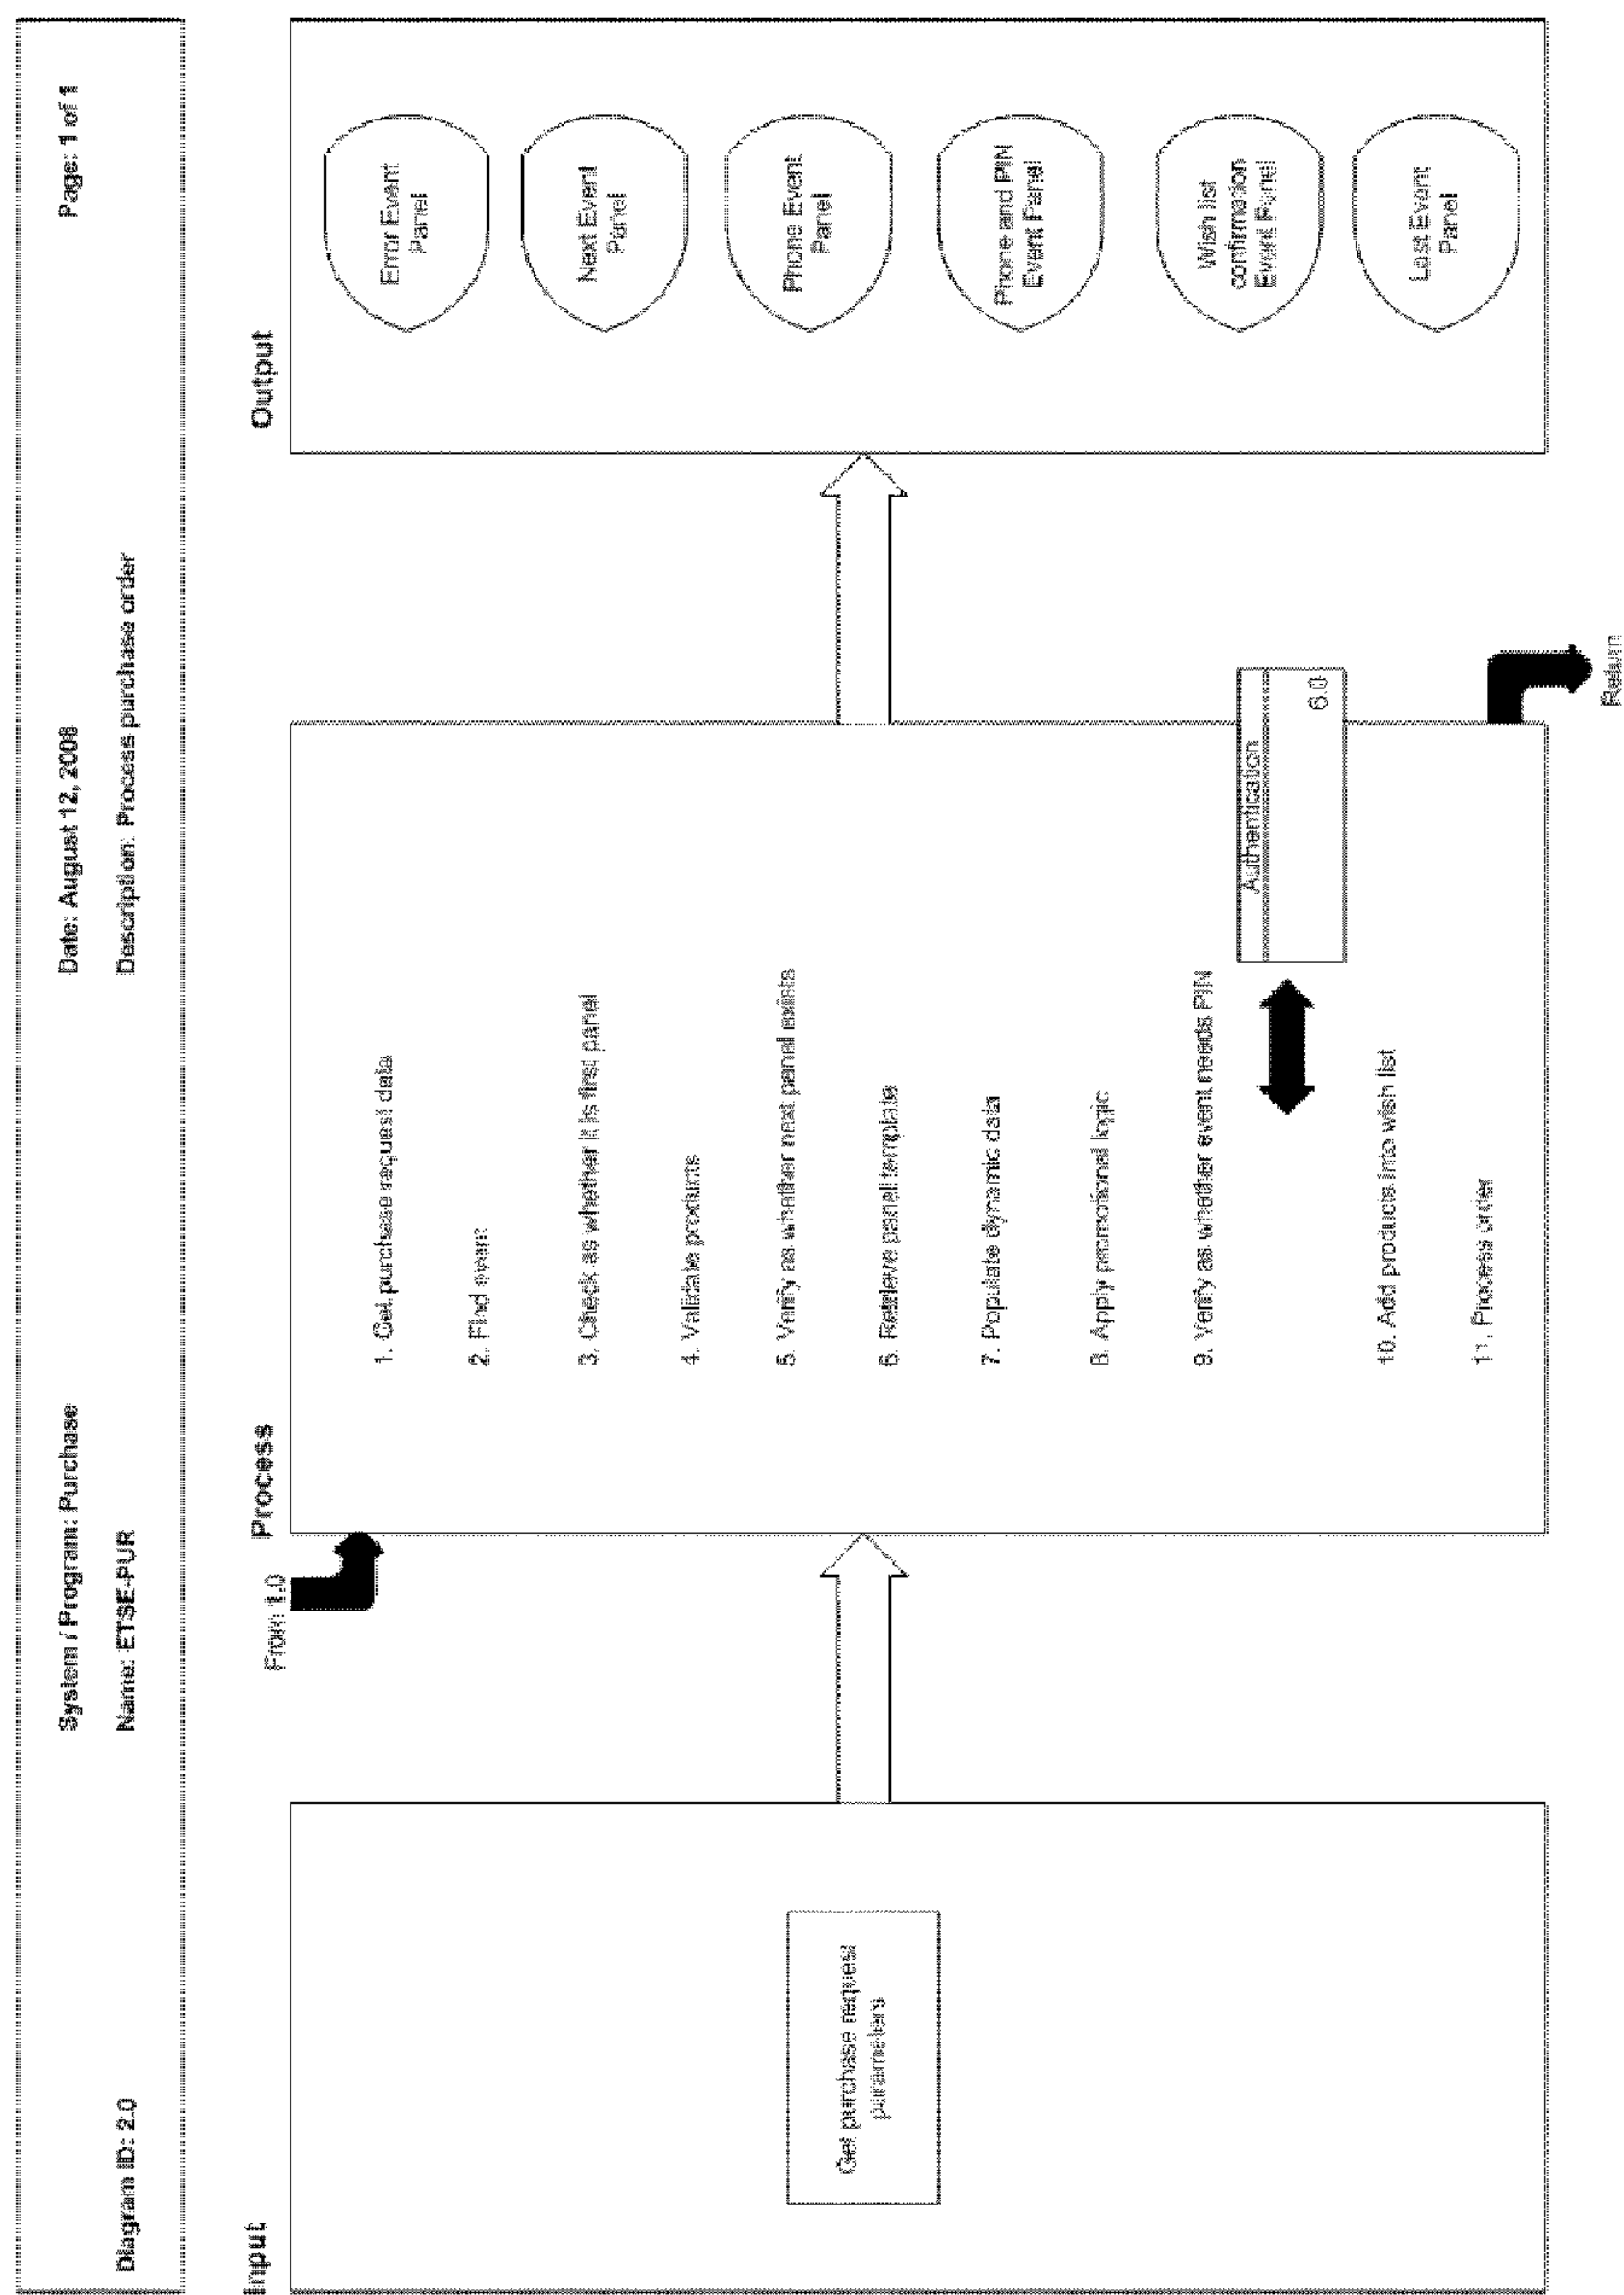 System / Program: Purchase
Date: August 12, 2008
Page: 1 of 1
Diagram ID: 2.0
Name: ETSE-PUR
Description: Process purchase order
Input
Get purchase request
parameters
From: 1.0
Process
1. Get purchase request data
2. Find event
3. Check as whether it is first panel
4. Validate products
5. Verify as whether next panel exists
6. Retrieve panel template
7. Populate dynamic data
8. Apply promotional logic
9. Verify as whether event needs PIN
Authentication
6.0
10. Add products into wish list
11. Process order
Return
Output
Error Event
Panel
Next Event
Panel
Phone Event
Panel
Phone and PIN
Event Panel
Wish list
confirmation
Event Panel
Last Event
Panel